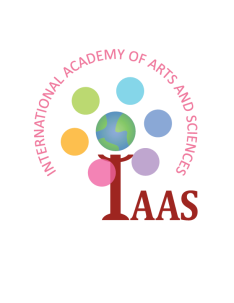 INTERNATIONAL ACADEMY OF ARTS AND SCIENCES
IAAS